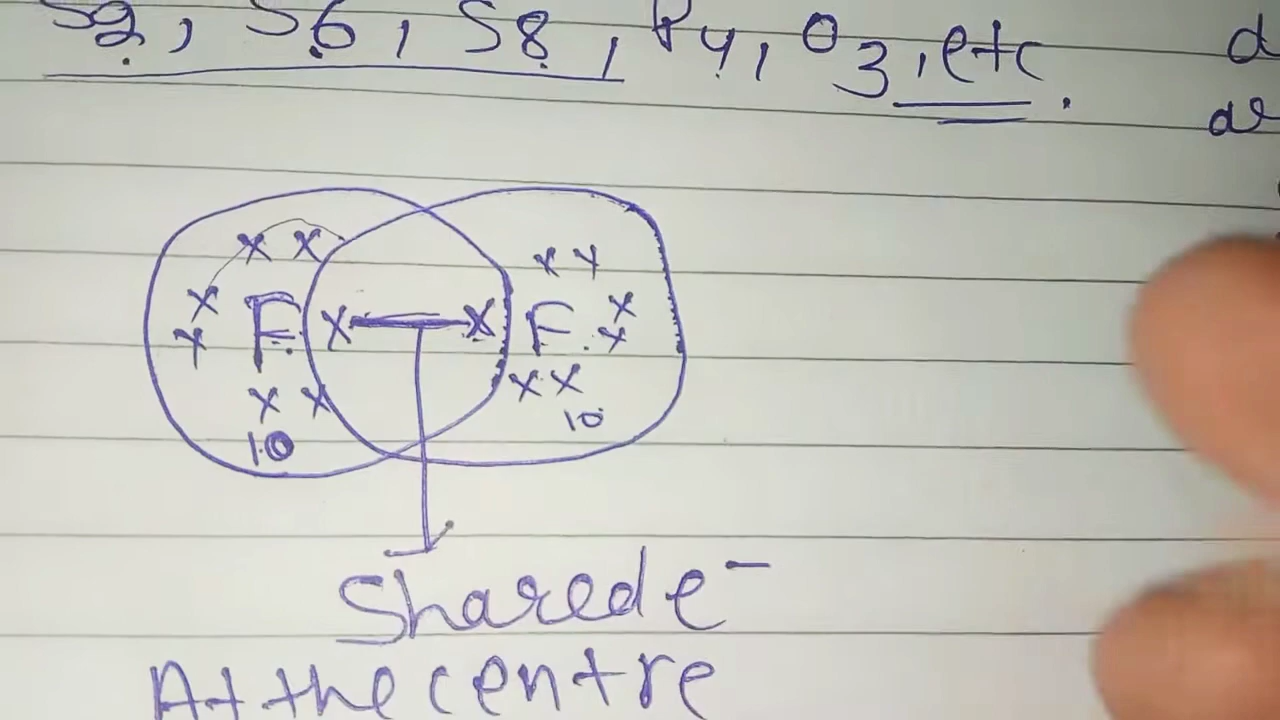 S2, S6, S8, P4, O3, etc.
d
x x x x
x F x x F x
x x x
x x x x
10 10
Shared e⁻
At the centre